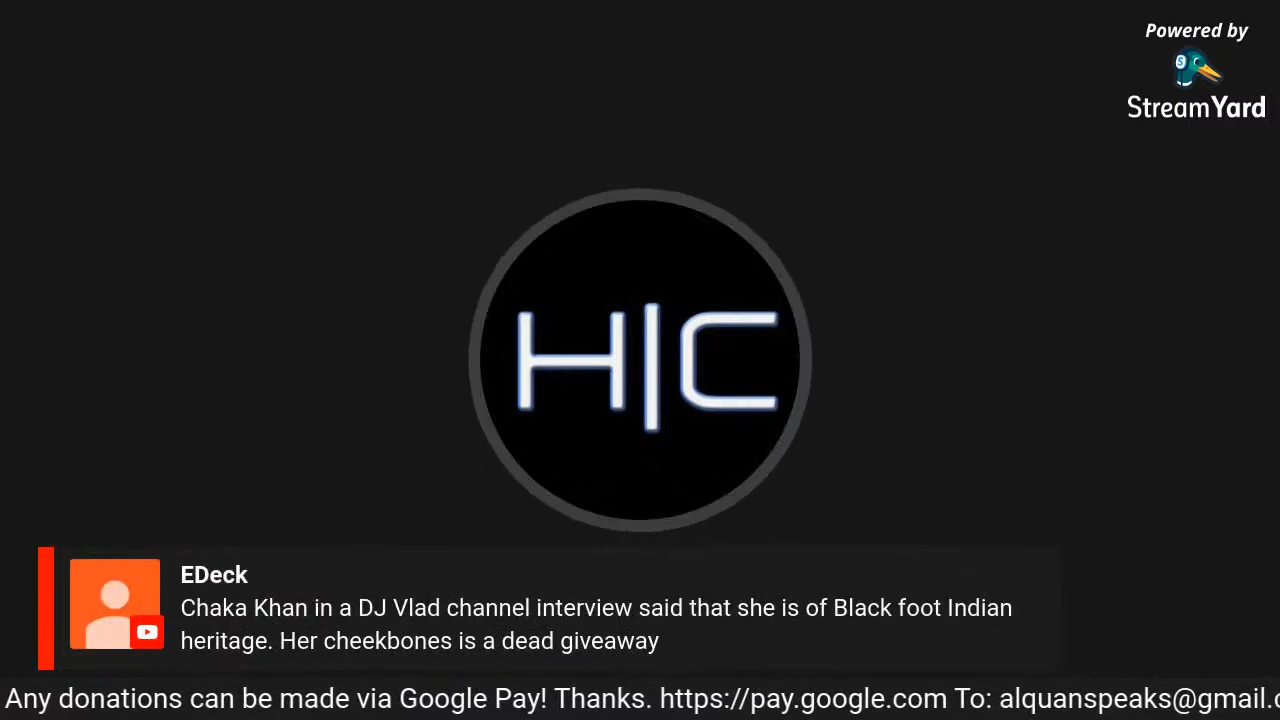 Powered by
StreamYard
H|C
EDeck
Chaka Khan in a DJ Vlad channel interview said that she is of Black foot Indian
heritage. Her cheekbones is a dead giveaway
Any donations can be made via Google Pay! Thanks. https://pay.google.com To: alquanspeaks@gmail.